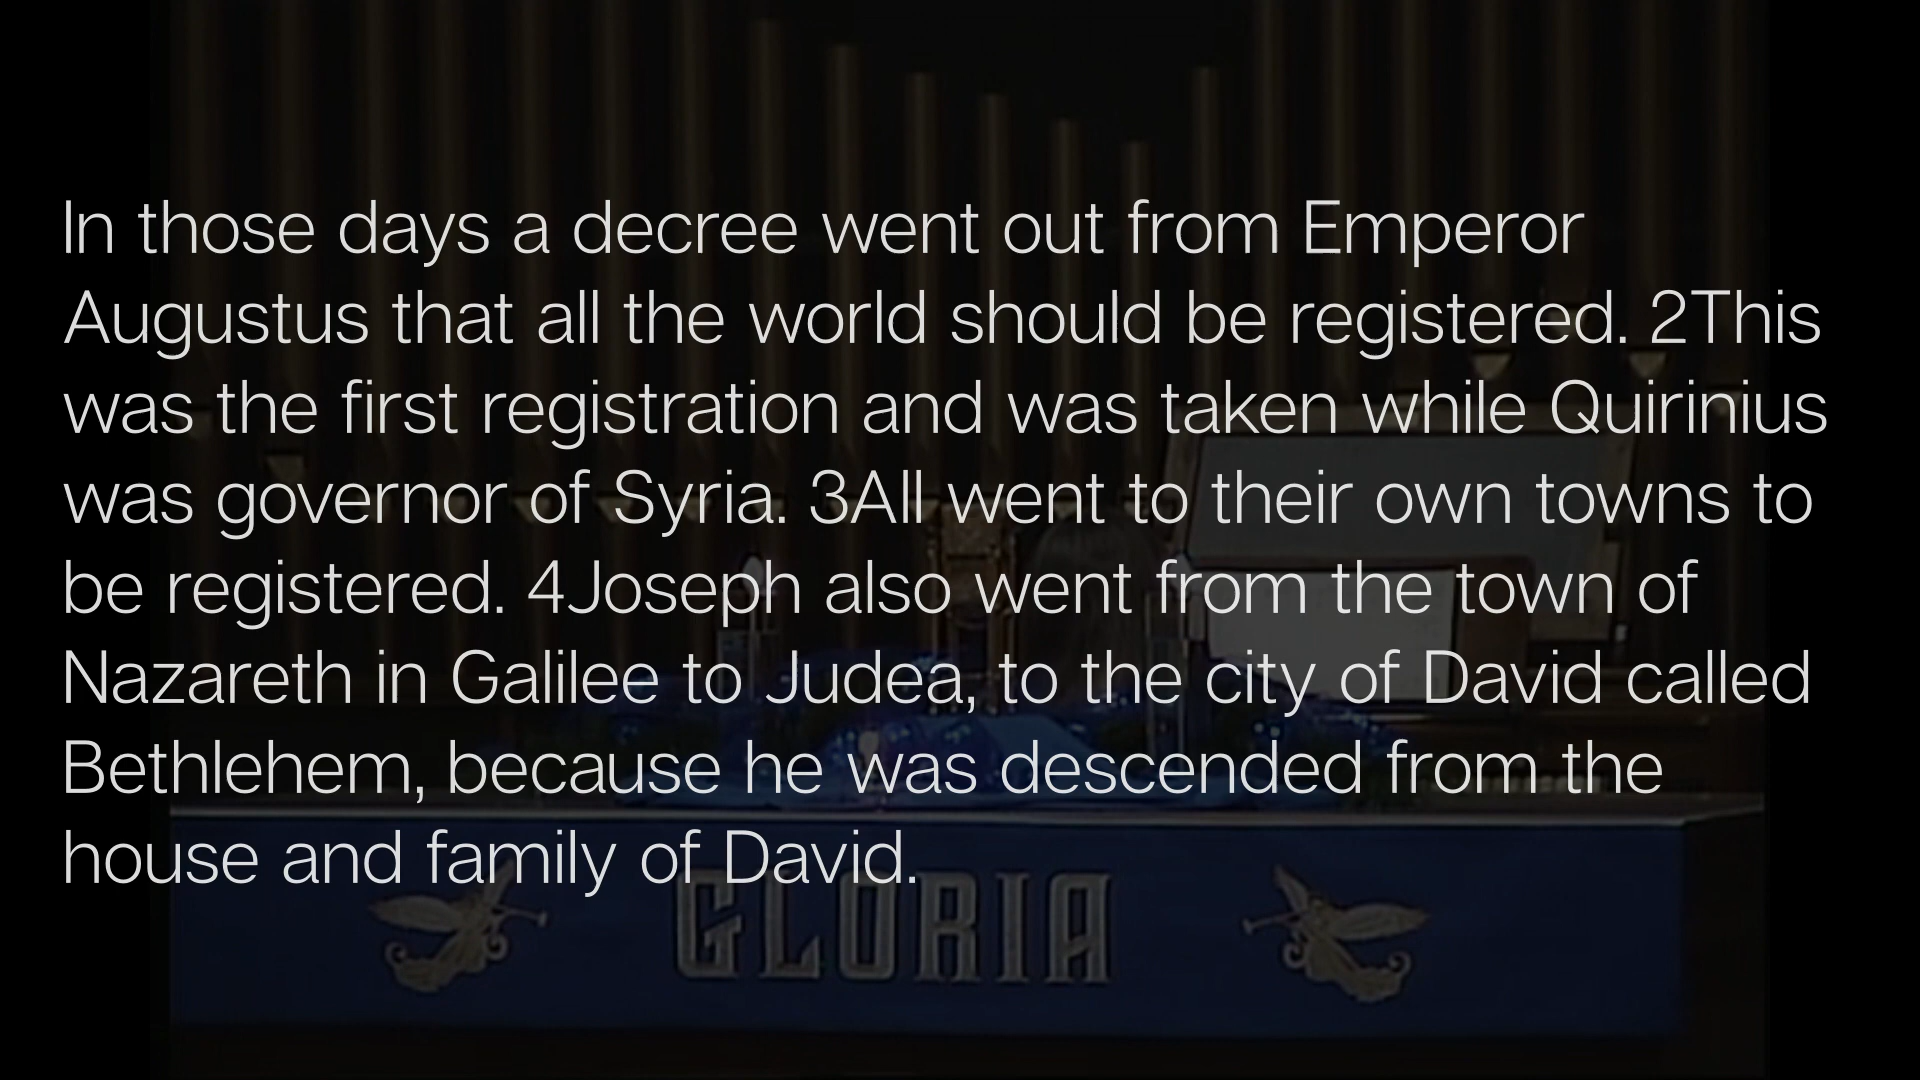 In those days a decree went out from Emperor
Augustus that all the world should be registered. 2This
was the first registration and was taken while Quirinius
was governor of Syria. 3All went to their own towns to
be registered. 4Joseph also went from the town of
Nazareth in Galilee to Judea, to the city of David called
Bethlehem, because he was descended from the
house and family of David.
GLORIA